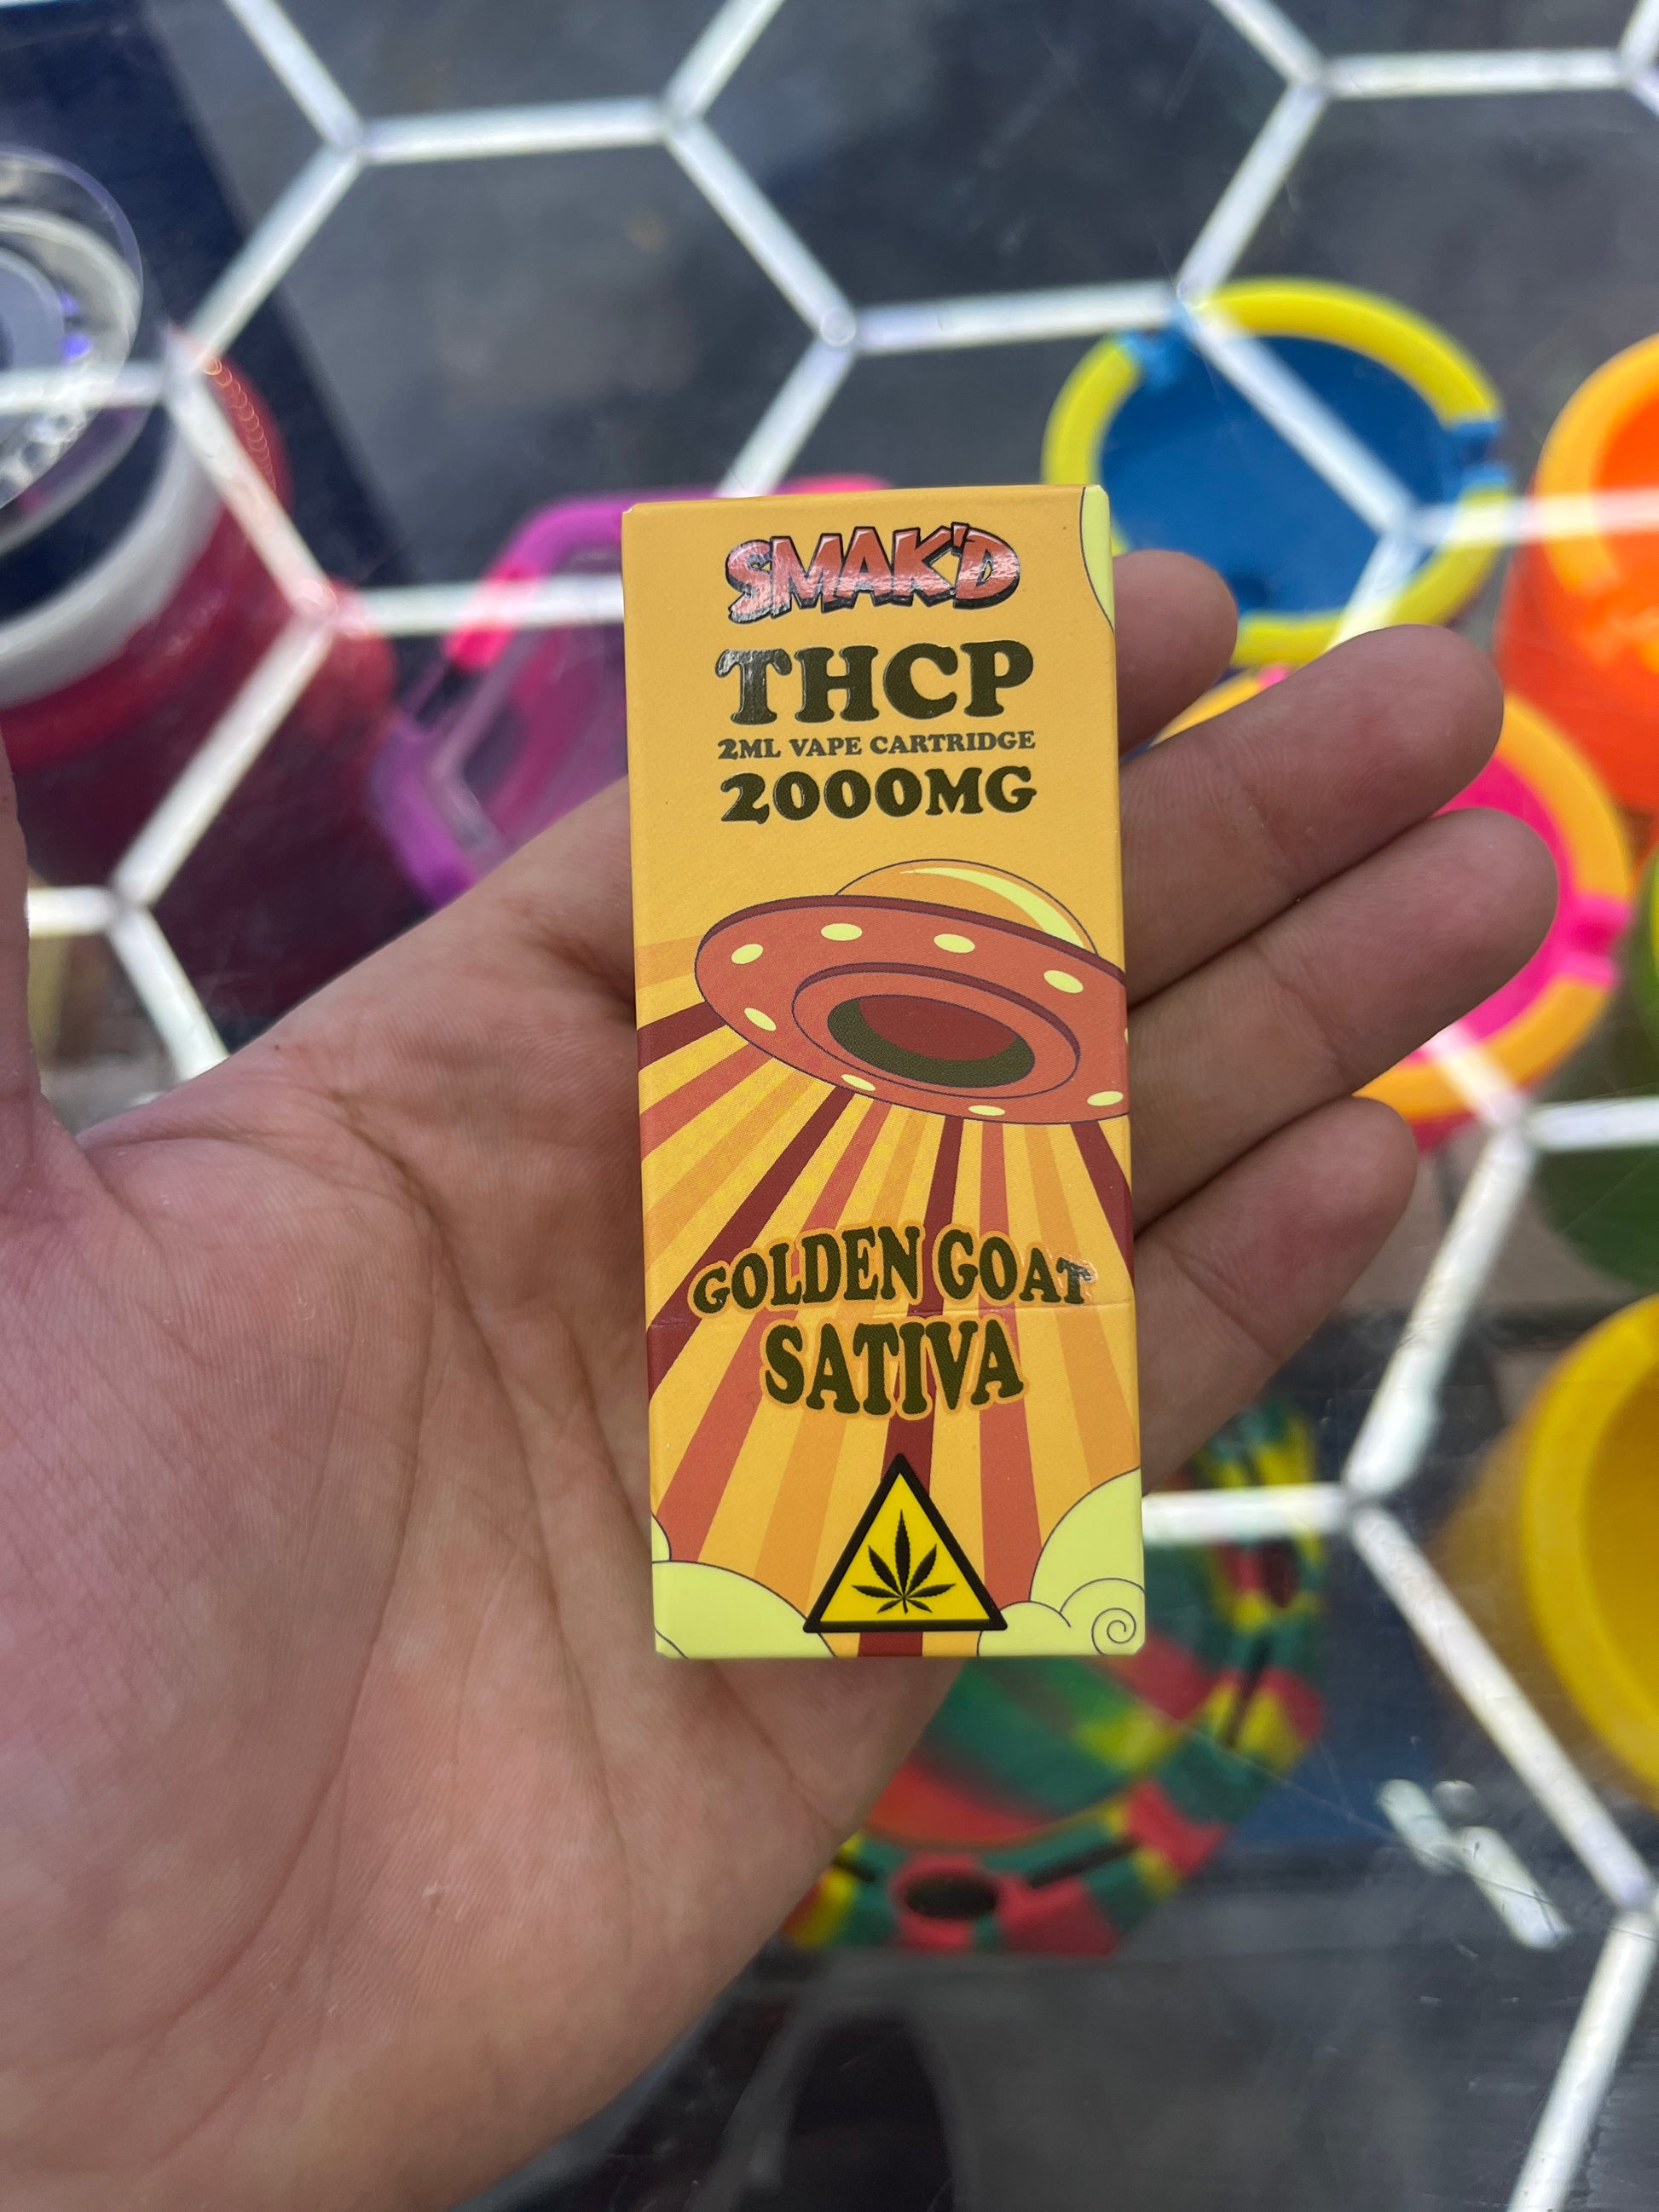 SMAK'D
THCP
2ML VAPE CARTRIDGE
2000MG
GOLDEN GOAT
SATIVA